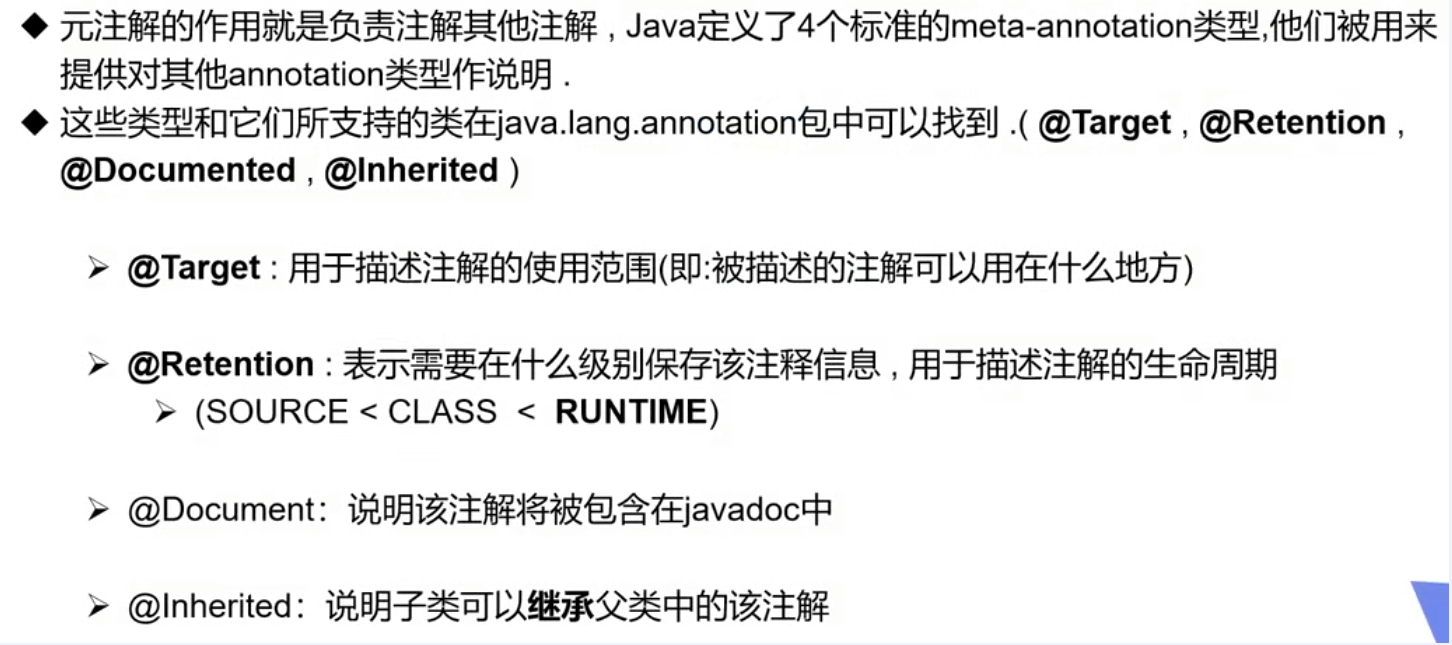 ◆ 元注解的作用就是负责注解其他注解 , Java定义了4个标准的meta-annotation类型,他们被用来
提供对其他annotation类型作说明 .
◆ 这些类型和它们所支持的类在java.lang.annotation包中可以找到 .( @Target , @Retention ,
@Documented , @Inherited )
➢ @Target : 用于描述注解的使用范围(即:被描述的注解可以用在什么地方)
➢ @Retention : 表示需要在什么级别保存该注释信息 , 用于描述注解的生命周期
➢ (SOURCE < CLASS < RUNTIME)
➢ @Document：说明该注解将被包含在javadoc中
➢ @Inherited：说明子类可以继承父类中的该注解